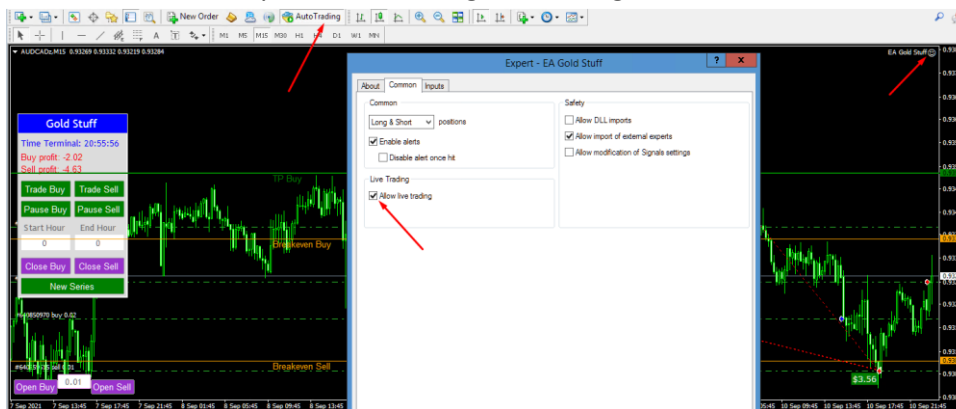 New Order
AutoTrading
M1 M5 M15 M30 H1 H4 D1 W1 MN
AUDCADz,M15 0.93269 0.93332 0.93219 0.93284
EA Gold Stuff
Expert - EA Gold Stuff
? X
About Common Inputs
Common
Long & Short positions
Enable alerts
Disable alert once hit
Live Trading
Allow live trading
Safety
Allow DLL imports
Allow import of external experts
Allow modification of Signals settings
Gold Stuff
Time Terminal: 20:55:56
Buy profit: -2.02
Sell profit: -4.63
Trade Buy Trade Sell
Pause Buy Pause Sell
Start Hour End Hour
0 0
Close Buy Close Sell
New Series
TP Buy
Breakeven Buy
buy 0.02
Breakeven Sell
Open Buy 0.01 Open Sell
$3.56
7 Sep 2021 7 Sep 13:45 7 Sep 17:45 7 Sep 21:45 8 Sep 01:45 8 Sep 05:45 8 Sep 09:45 8 Sep 13:45
10 Sep 09:45 10 Sep 13:45 10 Sep 17:45 10 Sep 21:45